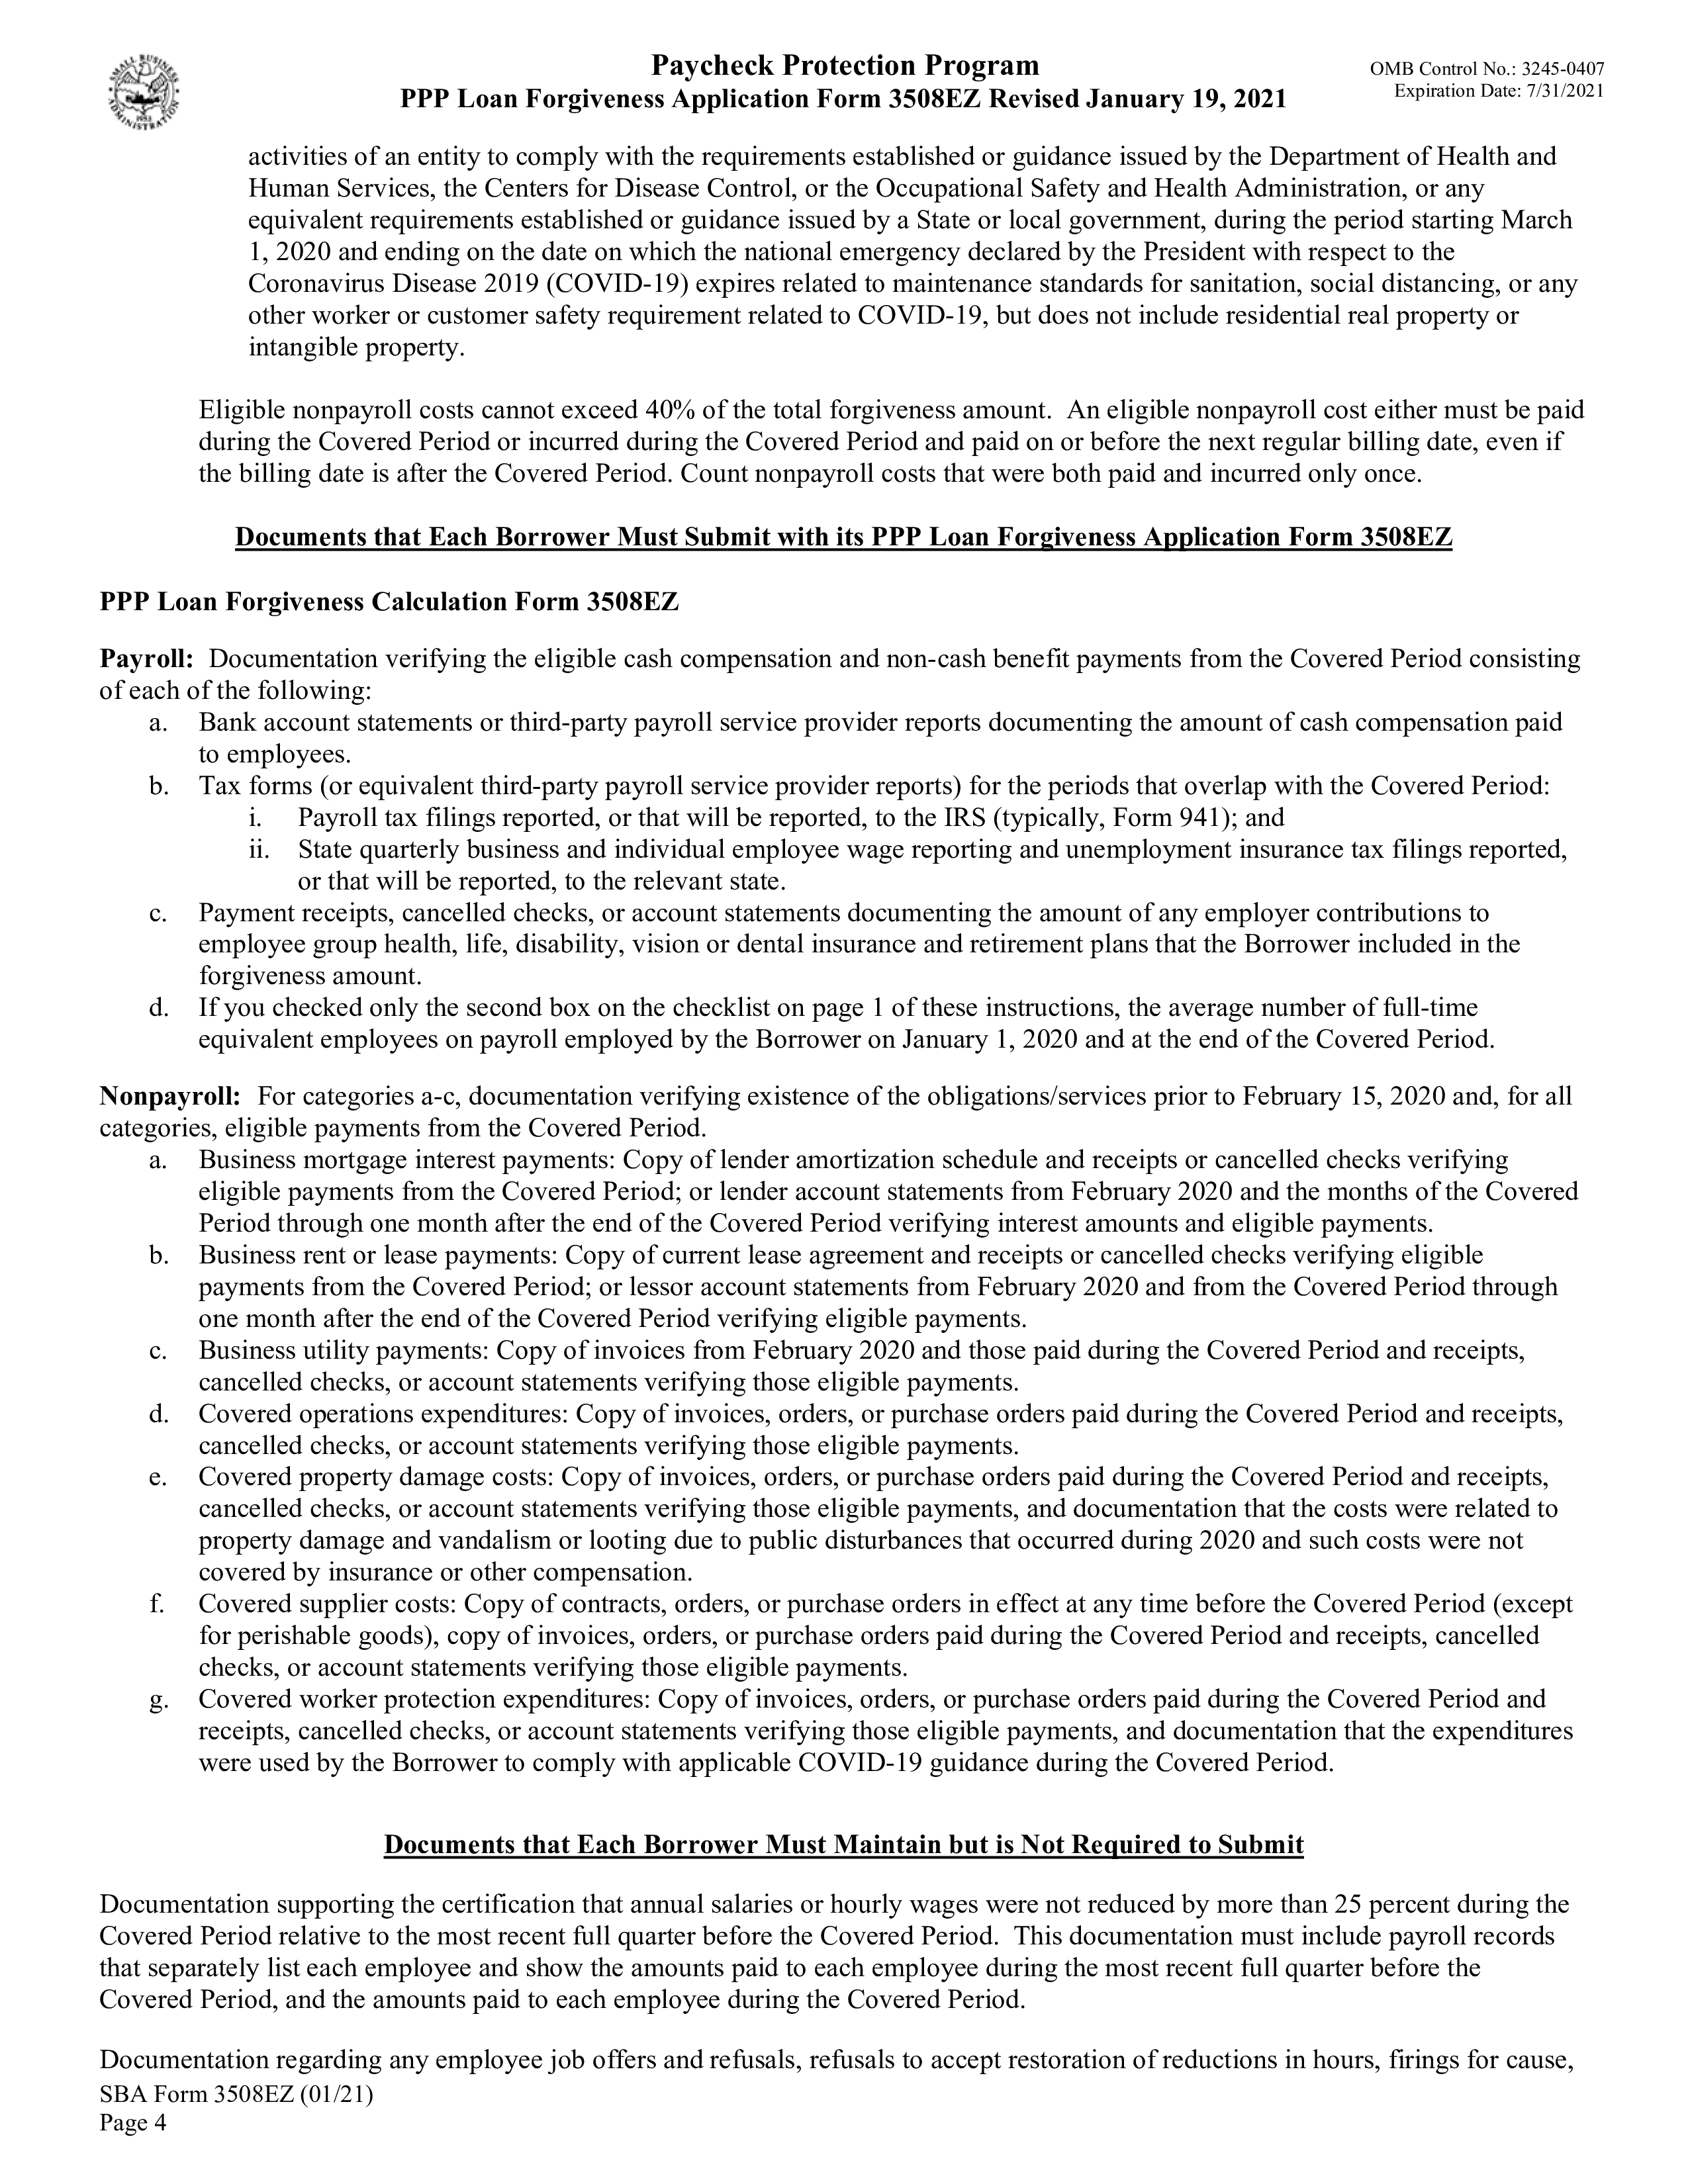 Paycheck Protection Program
PPP Loan Forgiveness Application Form 3508EZ Revised January 19, 2021
OMB Control No.: 3245-0407
Expiration Date: 7/31/2021
activities of an entity to comply with the requirements established or guidance issued by the Department of Health and
Human Services, the Centers for Disease Control, or the Occupational Safety and Health Administration, or any
equivalent requirements established or guidance issued by a State or local government, during the period starting March
1, 2020 and ending on the date on which the national emergency declared by the President with respect to the
Coronavirus Disease 2019 (COVID-19) expires related to maintenance standards for sanitation, social distancing, or any
other worker or customer safety requirement related to COVID-19, but does not include residential real property or
intangible property.
Eligible nonpayroll costs cannot exceed 40% of the total forgiveness amount. An eligible nonpayroll cost either must be paid
during the Covered Period or incurred during the Covered Period and paid on or before the next regular billing date, even if
the billing date is after the Covered Period. Count nonpayroll costs that were both paid and incurred only once.
Documents that Each Borrower Must Submit with its PPP Loan Forgiveness Application Form 3508EZ
PPP Loan Forgiveness Calculation Form 3508EZ
Payroll: Documentation verifying the eligible cash compensation and non-cash benefit payments from the Covered Period consisting
of each of the following:
a. Bank account statements or third-party payroll service provider reports documenting the amount of cash compensation paid
to employees.
b. Tax forms (or equivalent third-party payroll service provider reports) for the periods that overlap with the Covered Period:
i. Payroll tax filings reported, or that will be reported, to the IRS (typically, Form 941); and
ii. State quarterly business and individual employee wage reporting and unemployment insurance tax filings reported,
or that will be reported, to the relevant state.
c. Payment receipts, cancelled checks, or account statements documenting the amount of any employer contributions to
employee group health, life, disability, vision or dental insurance and retirement plans that the Borrower included in the
forgiveness amount.
d. If you checked only the second box on the checklist on page 1 of these instructions, the average number of full-time
equivalent employees on payroll employed by the Borrower on January 1, 2020 and at the end of the Covered Period.
Nonpayroll: For categories a-c, documentation verifying existence of the obligations/services prior to February 15, 2020 and, for all
categories, eligible payments from the Covered Period.
a. Business mortgage interest payments: Copy of lender amortization schedule and receipts or cancelled checks verifying
eligible payments from the Covered Period; or lender account statements from February 2020 and the months of the Covered
Period through one month after the end of the Covered Period verifying interest amounts and eligible payments.
b. Business rent or lease payments: Copy of current lease agreement and receipts or cancelled checks verifying eligible
payments from the Covered Period; or lessor account statements from February 2020 and from the Covered Period through
one month after the end of the Covered Period verifying eligible payments.
c. Business utility payments: Copy of invoices from February 2020 and those paid during the Covered Period and receipts,
cancelled checks, or account statements verifying those eligible payments.
d. Covered operations expenditures: Copy of invoices, orders, or purchase orders paid during the Covered Period and receipts,
cancelled checks, or account statements verifying those eligible payments.
e. Covered property damage costs: Copy of invoices, orders, or purchase orders paid during the Covered Period and receipts,
cancelled checks, or account statements verifying those eligible payments, and documentation that the costs were related to
property damage and vandalism or looting due to public disturbances that occurred during 2020 and such costs were not
covered by insurance or other compensation.
f. Covered supplier costs: Copy of contracts, orders, or purchase orders in effect at any time before the Covered Period (except
for perishable goods), copy of invoices, orders, or purchase orders paid during the Covered Period and receipts, cancelled
checks, or account statements verifying those eligible payments.
g. Covered worker protection expenditures: Copy of invoices, orders, or purchase orders paid during the Covered Period and
receipts, cancelled checks, or account statements verifying those eligible payments, and documentation that the expenditures
were used by the Borrower to comply with applicable COVID-19 guidance during the Covered Period.
Documents that Each Borrower Must Maintain but is Not Required to Submit
Documentation supporting the certification that annual salaries or hourly wages were not reduced by more than 25 percent during the
Covered Period relative to the most recent full quarter before the Covered Period. This documentation must include payroll records
that separately list each employee and show the amounts paid to each employee during the most recent full quarter before the
Covered Period, and the amounts paid to each employee during the Covered Period.
Documentation regarding any employee job offers and refusals, refusals to accept restoration of reductions in hours, firings for cause,
SBA Form 3508EZ (01/21)
Page 4
SMALL BUSINESS
ADMINISTRATION
1953